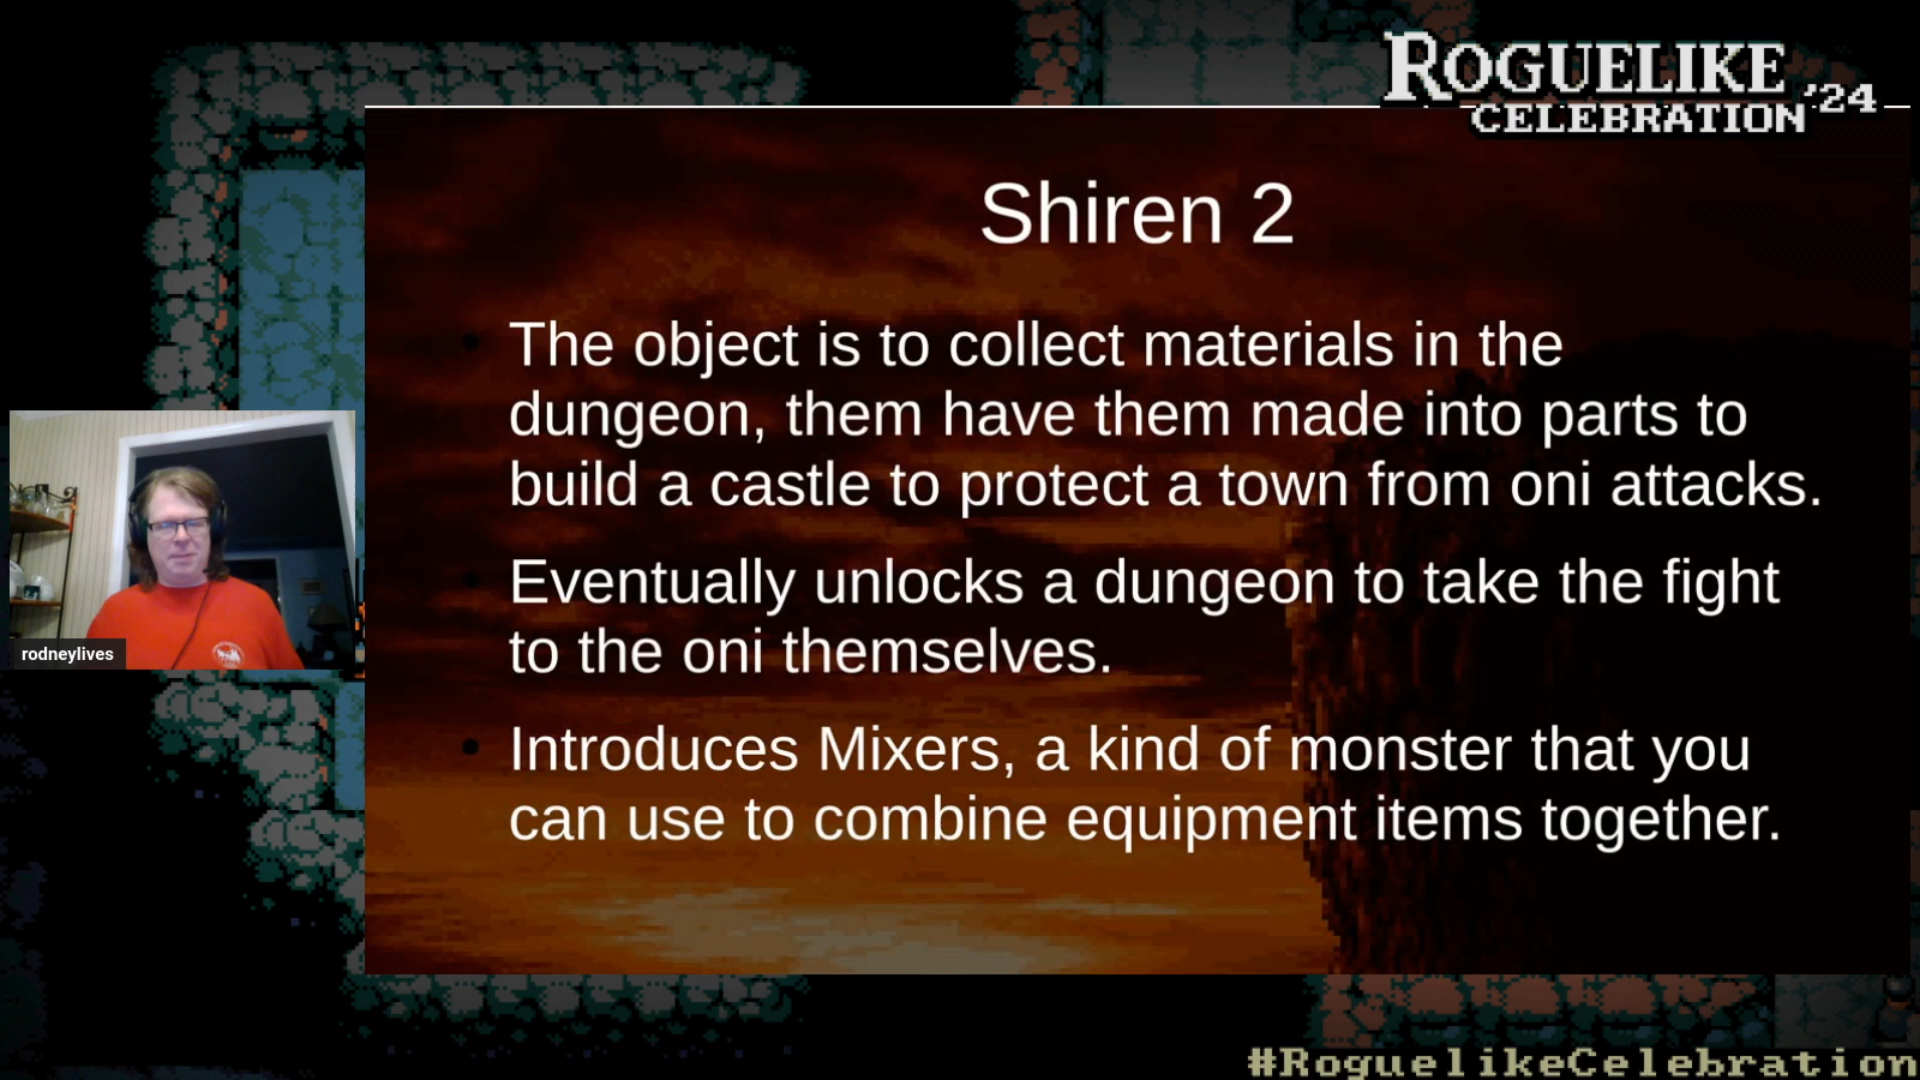 ROGUELIKE
CELEBRATION '24
Shiren 2
The object is to collect materials in the
dungeon, them have them made into parts to
build a castle to protect a town from oni attacks.
Eventually unlocks a dungeon to take the fight
to the oni themselves.
Introduces Mixers, a kind of monster that you
can use to combine equipment items together.
rodneylives
#RoguelikeCelebration